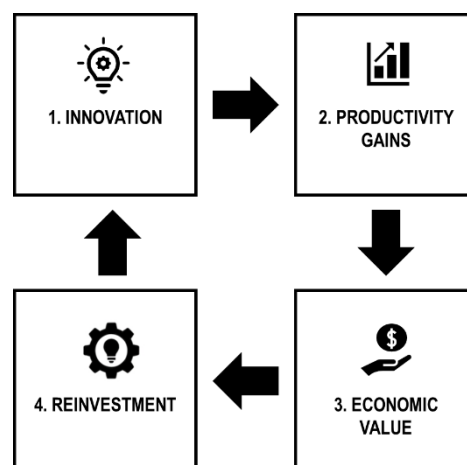 1. INNOVATION
2. PRODUCTIVITY
GAINS
$
3. ECONOMIC
VALUE
4. REINVESTMENT